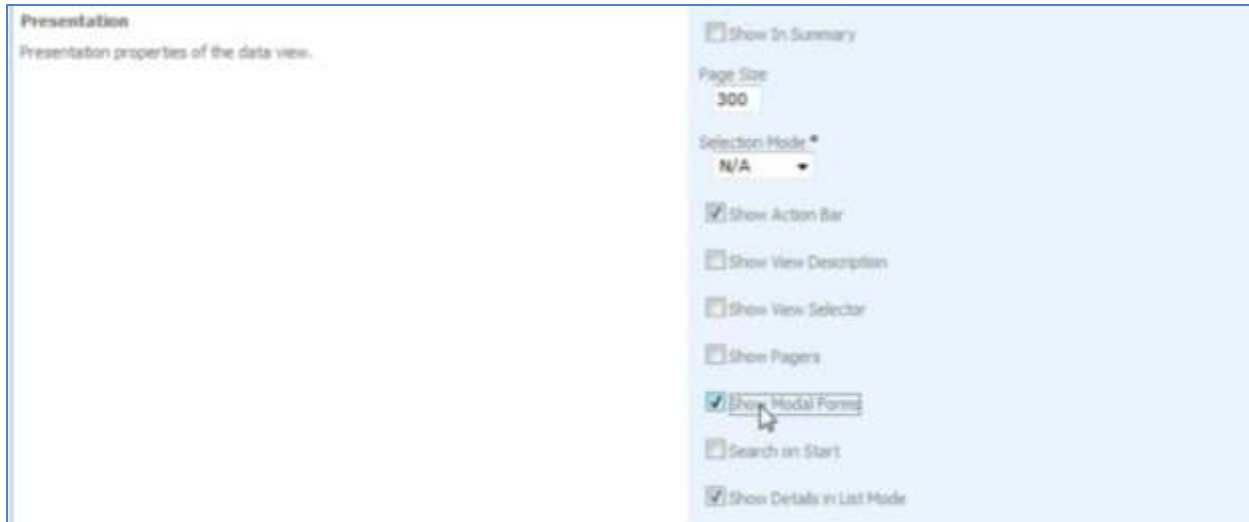 Presentation
Presentation properties of the data view.
Show In Summary
Page Size
300
Selection Mode *
N/A
Show Action Bar
Show View Description
Show View Selector
Show Pagers
Show Modal Forms
Search on Start
Show Details in List Mode